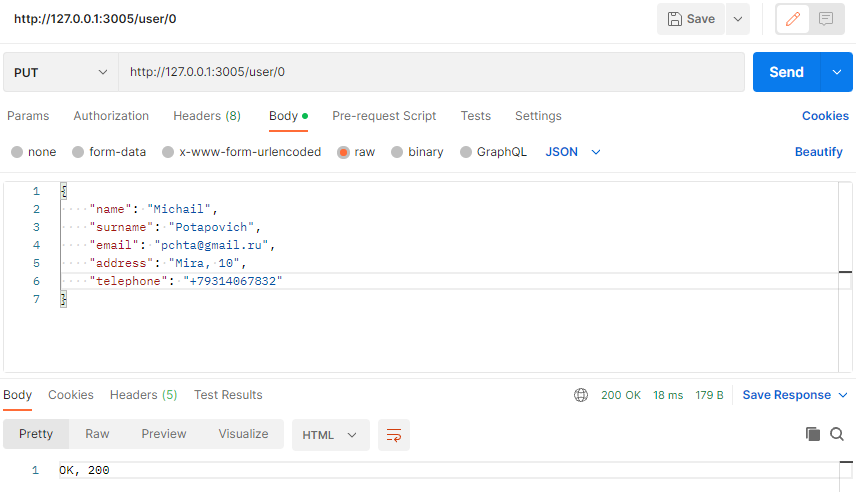 http://127.0.0.1:3005/user/0 Save
PUT http://127.0.0.1:3005/user/0 Send
Params Authorization Headers (8) Body Pre-request Script Tests Settings Cookies
none form-data x-www-form-urlencoded raw binary GraphQL JSON Beautify
1 {
2 "name": "Michail",
3 "surname": "Potapovich",
4 "email": "pchta@gmail.ru",
5 "address": "Mira, 10",
6 "telephone": "+79314067832"
7 }
Body Cookies Headers (5) Test Results 200 OK 18 ms 179 B Save Response
Pretty Raw Preview Visualize HTML
1 OK, 200